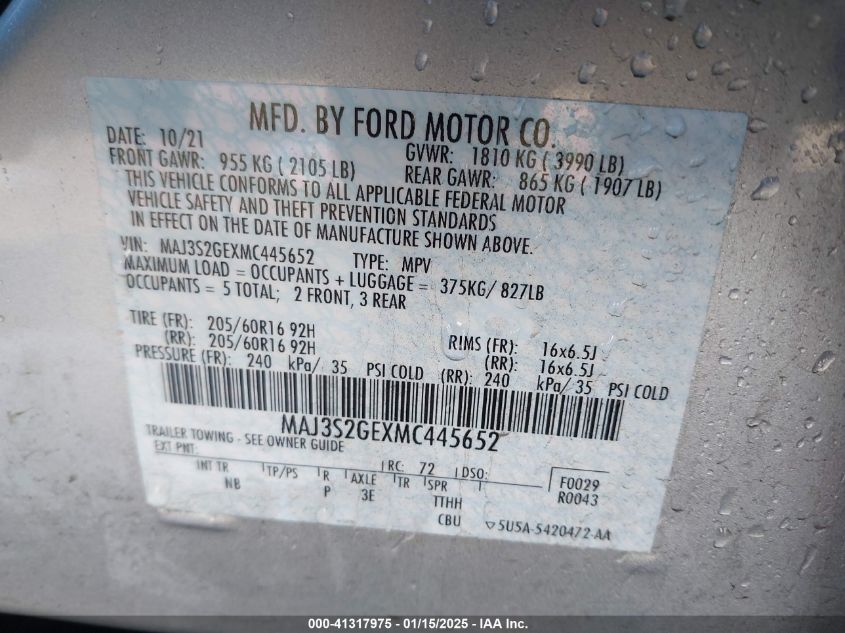 MFD. BY FORD MOTOR CO.
DATE: 10/21 GVWR: 1810 KG ( 3990 LB)
FRONT GAWR: 955 KG ( 2105 LB) REAR GAWR: 865 KG ( 1907 LB)
THIS VEHICLE CONFORMS TO ALL APPLICABLE FEDERAL MOTOR
VEHICLE SAFETY AND THEFT PREVENTION STANDARDS
IN EFFECT ON THE DATE OF MANUFACTURE SHOWN ABOVE.
VIN: MAJ3S2GEXMC445652 TYPE: MPV
MAXIMUM LOAD = OCCUPANTS + LUGGAGE = 375KG/ 827LB
OCCUPANTS = 5 TOTAL; 2 FRONT, 3 REAR
TIRE (FR): 205/60R16 92H RIMS (FR): 16x6.5J
(RR): 205/60R16 92H (RR): 16x6.5J
PRESSURE (FR): 240 kPa/ 35 PSI COLD (RR): 240 kPa/ 35 PSI COLD
MAJ3S2GEXMC445652
TRAILER TOWING - SEE OWNER GUIDE
EXT PNT: RC: 72 DSO: F0029
R0043
INT TR TP/PS R AXLE TR SPR
NB P 3E TTHH
CBU ▽5U5A-5420472-AA
000-41317975 - 01/15/2025 - IAA Inc.